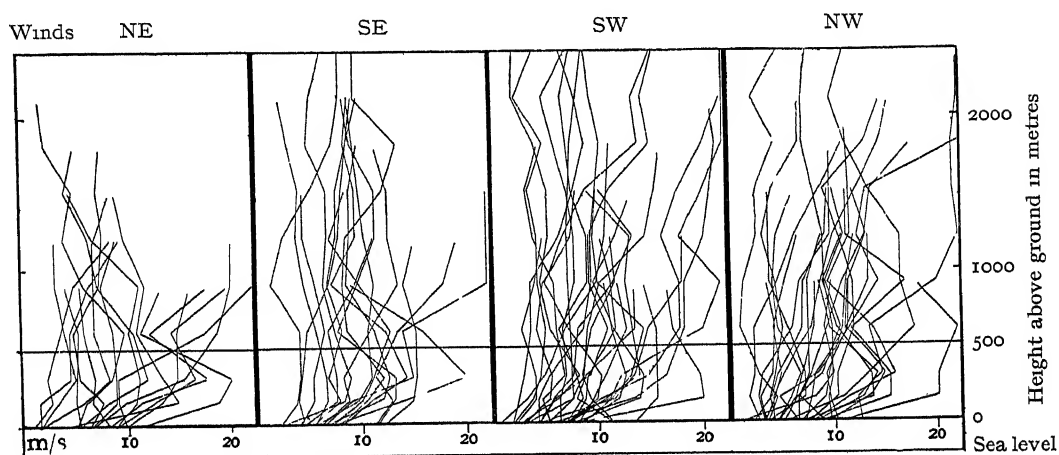 Winds NE SE SW NW
2000
1000
500
0
Height above ground in metres
m/s 10 20 10 20 10 20 10 20 Sea level